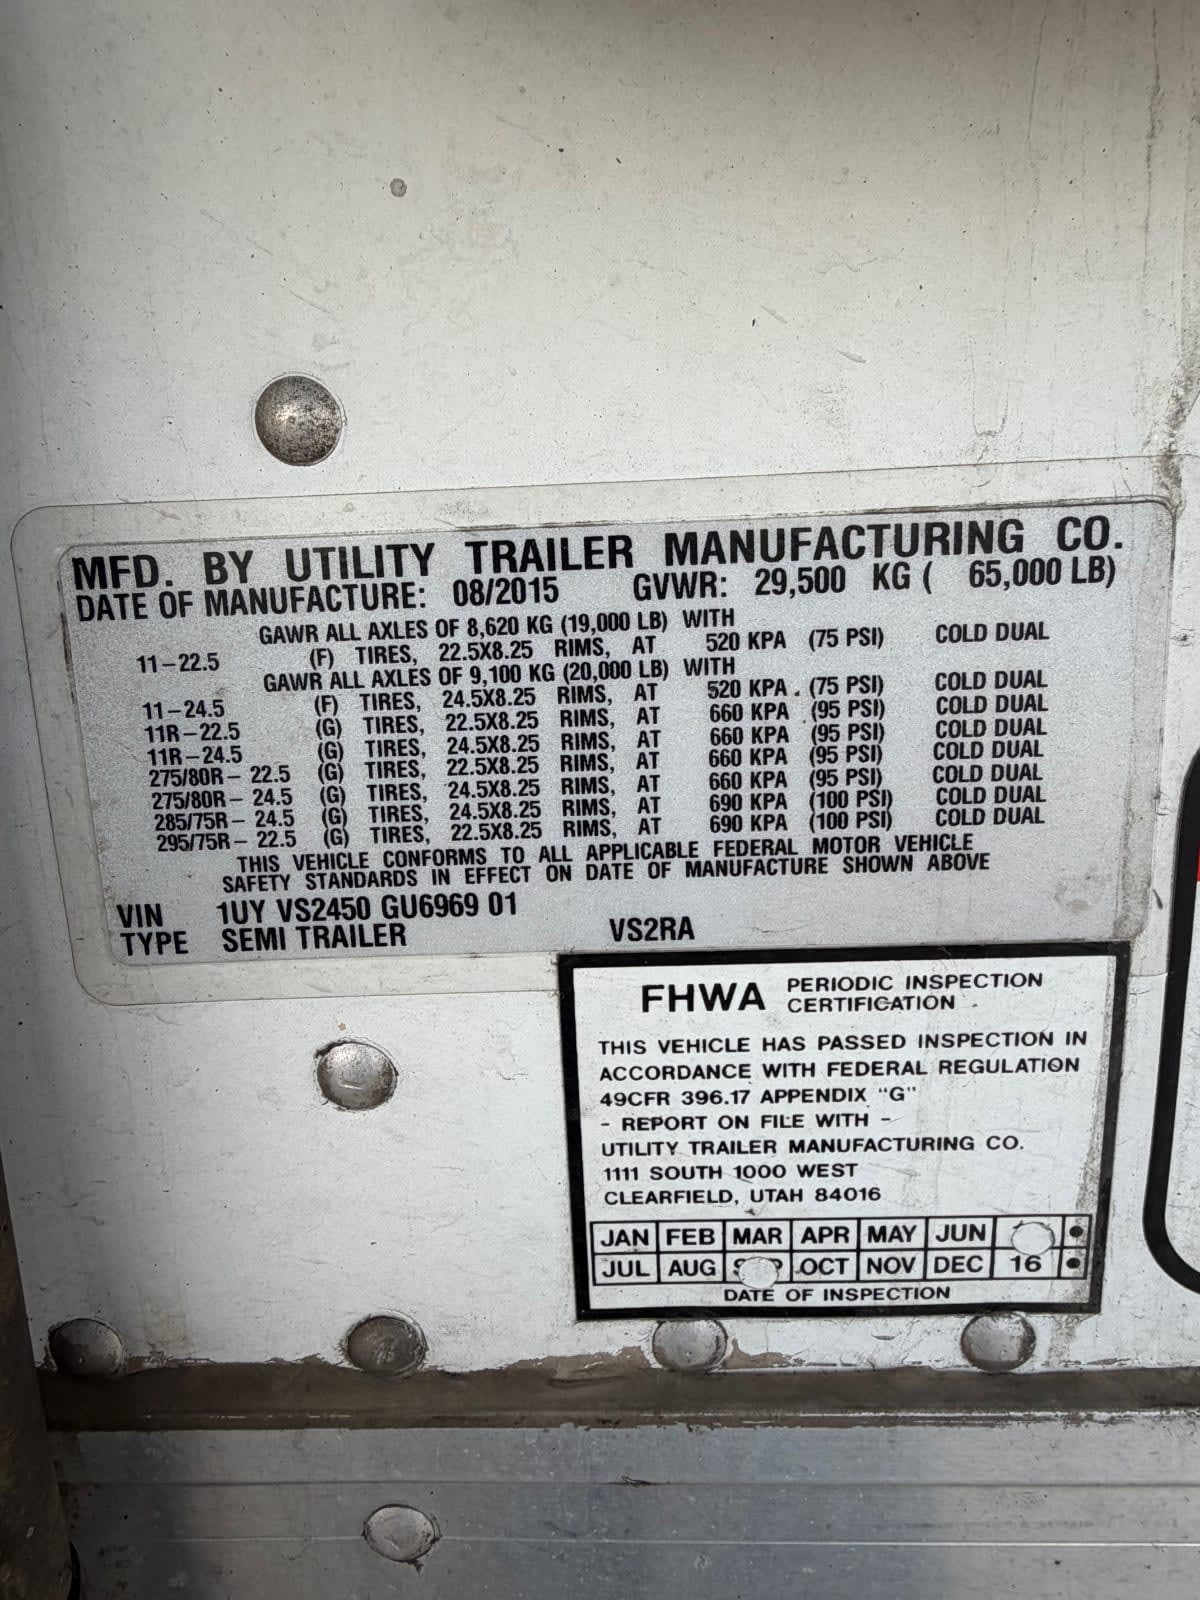 MFD. BY UTILITY TRAILER MANUFACTURING CO.
DATE OF MANUFACTURE: 08/2015 GVWR: 29,500 KG ( 65,000 LB)
GAWR ALL AXLES OF 8,620 KG (19,000 LB) WITH
11-22.5 (F) TIRES, 22.5X8.25 RIMS, AT 520 KPA (75 PSI) COLD DUAL
GAWR ALL AXLES OF 9,100 KG (20,000 LB) WITH
11-24.5 (F) TIRES, 24.5X8.25 RIMS, AT 520 KPA (75 PSI) COLD DUAL
11R-22.5 (G) TIRES, 22.5X8.25 RIMS, AT 660 KPA (95 PSI) COLD DUAL
11R-24.5 (G) TIRES, 24.5X8.25 RIMS, AT 660 KPA (95 PSI) COLD DUAL
275/80R- 22.5 (G) TIRES, 22.5X8.25 RIMS, AT 660 KPA (95 PSI) COLD DUAL
275/80R- 24.5 (G) TIRES, 24.5X8.25 RIMS, AT 660 KPA (95 PSI) COLD DUAL
285/75R- 24.5 (G) TIRES, 24.5X8.25 RIMS, AT 690 KPA (100 PSI) COLD DUAL
295/75R- 22.5 (G) TIRES, 22.5X8.25 RIMS, AT 690 KPA (100 PSI) COLD DUAL
THIS VEHICLE CONFORMS TO ALL APPLICABLE FEDERAL MOTOR VEHICLE
SAFETY STANDARDS IN EFFECT ON DATE OF MANUFACTURE SHOWN ABOVE
VIN 1UY VS2450 GU6969 01
TYPE SEMI TRAILER VS2RA
FHWA PERIODIC INSPECTION
CERTIFICATION
THIS VEHICLE HAS PASSED INSPECTION IN
ACCORDANCE WITH FEDERAL REGULATION
49CFR 396.17 APPENDIX "G"
- REPORT ON FILE WITH -
UTILITY TRAILER MANUFACTURING CO.
1111 SOUTH 1000 WEST
CLEARFIELD, UTAH 84016
JAN FEB MAR APR MAY JUN
JUL AUG OCT NOV DEC 16
DATE OF INSPECTION